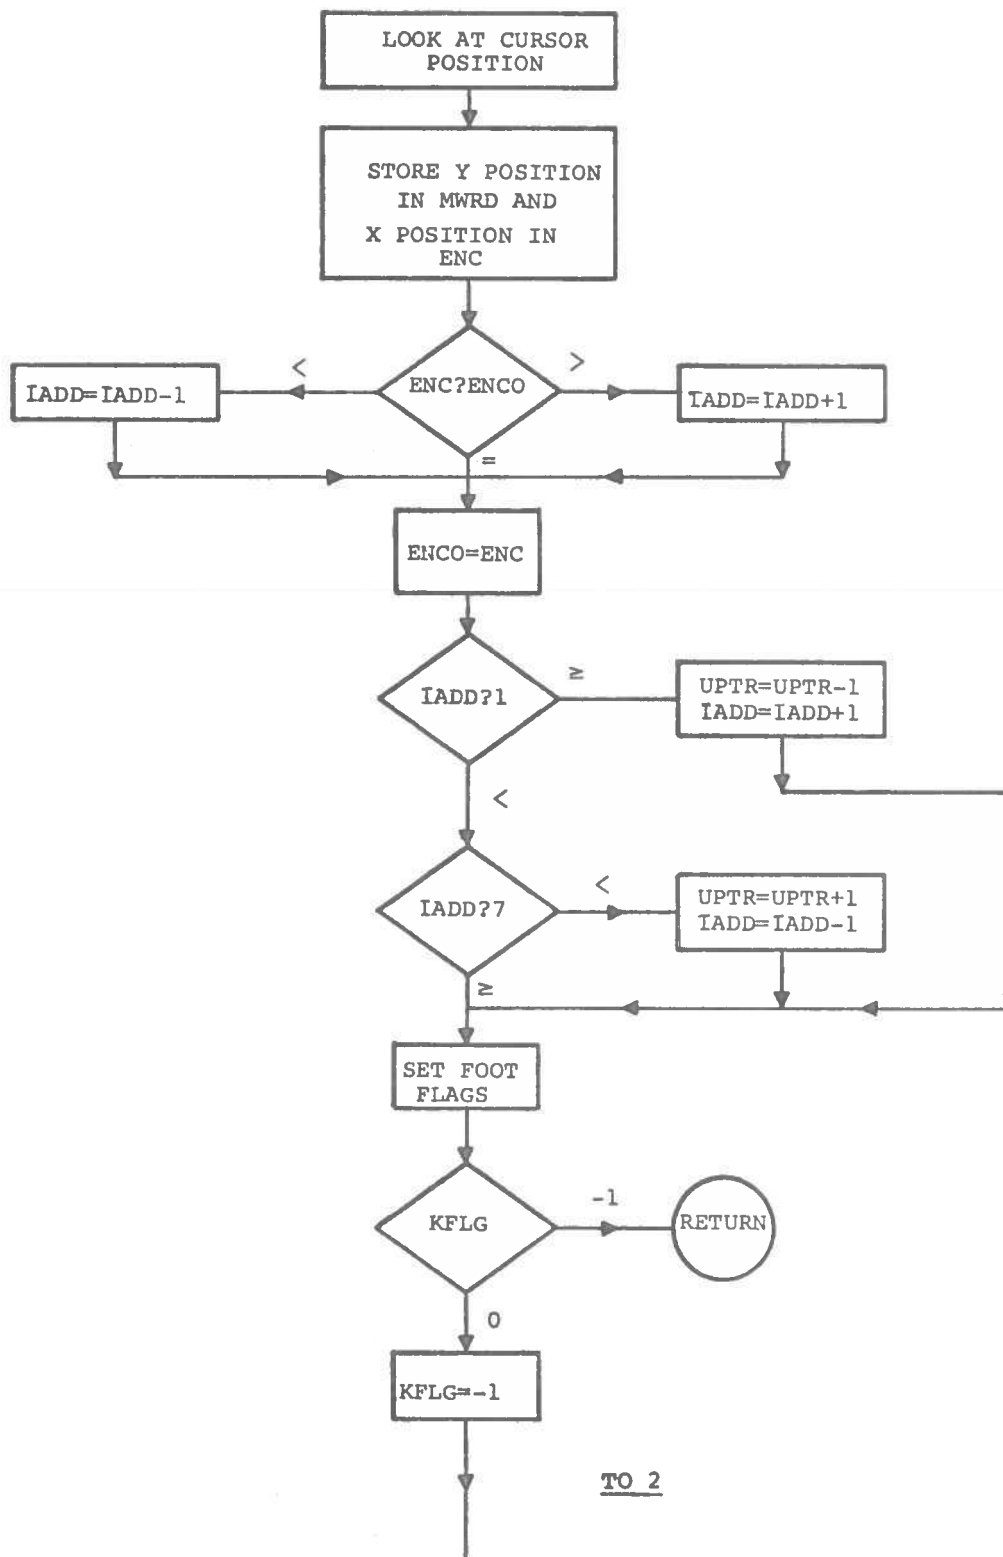 LOOK AT CURSOR
POSITION
STORE Y POSITION
IN MWRD AND
X POSITION IN
ENC
<
ENC?ENCO
>
IADD=IADD-1
IADD=IADD+1
=
ENCO=ENC
IADD?1
≥
UPTR=UPTR-1
IADD=IADD+1
<
IADD?7
<
UPTR=UPTR+1
IADD=IADD-1
≥
SET FOOT
FLAGS
KFLG
-1
RETURN
0
KFLG=-1
TO 2